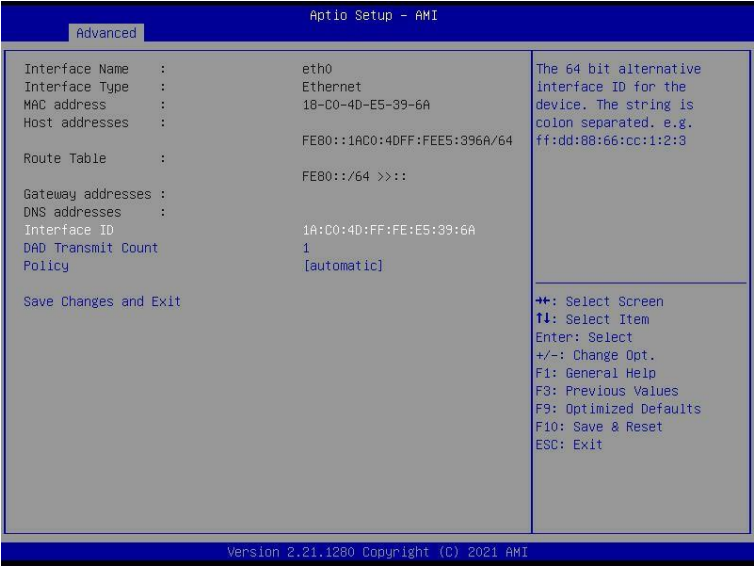 Aptio Setup - AMI
Advanced
Interface Name : eth0
Interface Type : Ethernet
MAC address : 18-C0-4D-E5-39-6A
Host addresses :
FE80::1AC0:4DFF:FEE5:396A/64
Route Table :
FE80::/64 >>::
Gateway addresses :
DNS addresses :
Interface ID 1A:C0:4D:FF:FE:E5:39:6A
DAD Transmit Count 1
Policy [automatic]
Save Changes and Exit
The 64 bit alternative
interface ID for the
device. The string is
colon separated. e.g.
ff:dd:88:66:cc:1:2:3
→←: Select Screen
↑↓: Select Item
Enter: Select
+/-: Change Opt.
F1: General Help
F3: Previous Values
F9: Optimized Defaults
F10: Save & Reset
ESC: Exit
Version 2.21.1280 Copyright (C) 2021 AMI